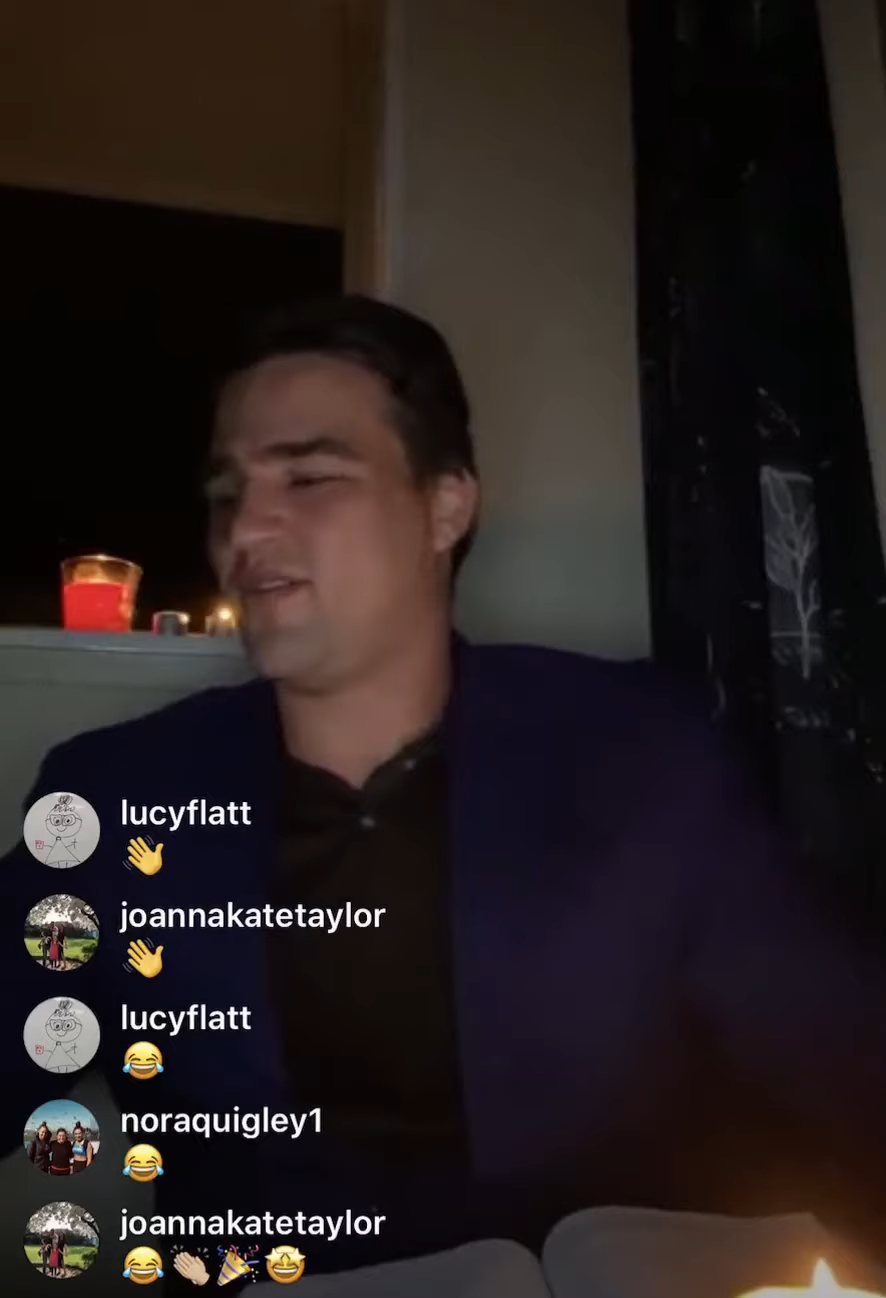 lucyflatt
👋
joannakatetaylor
👋
lucyflatt
😂
noraquigley1
😂
joannakatetaylor
😂👏🏻🎉🤩